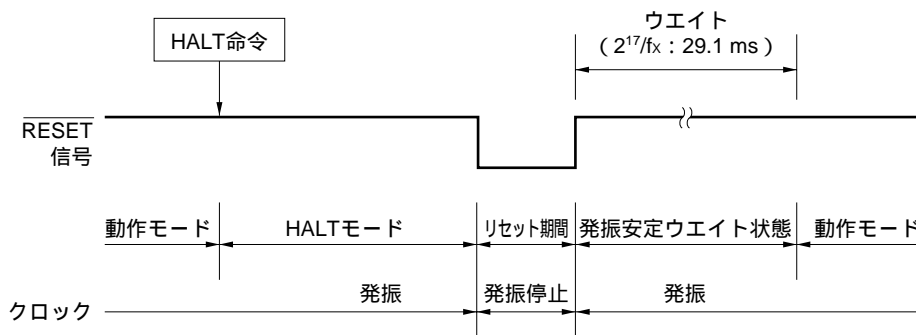 ウエイト
（2¹⁷/fx：29.1 ms）
HALT命令
RESET
信号
動作モード HALTモード リセット期間 発振安定ウエイト状態 動作モード
発振 発振停止 発振
クロック